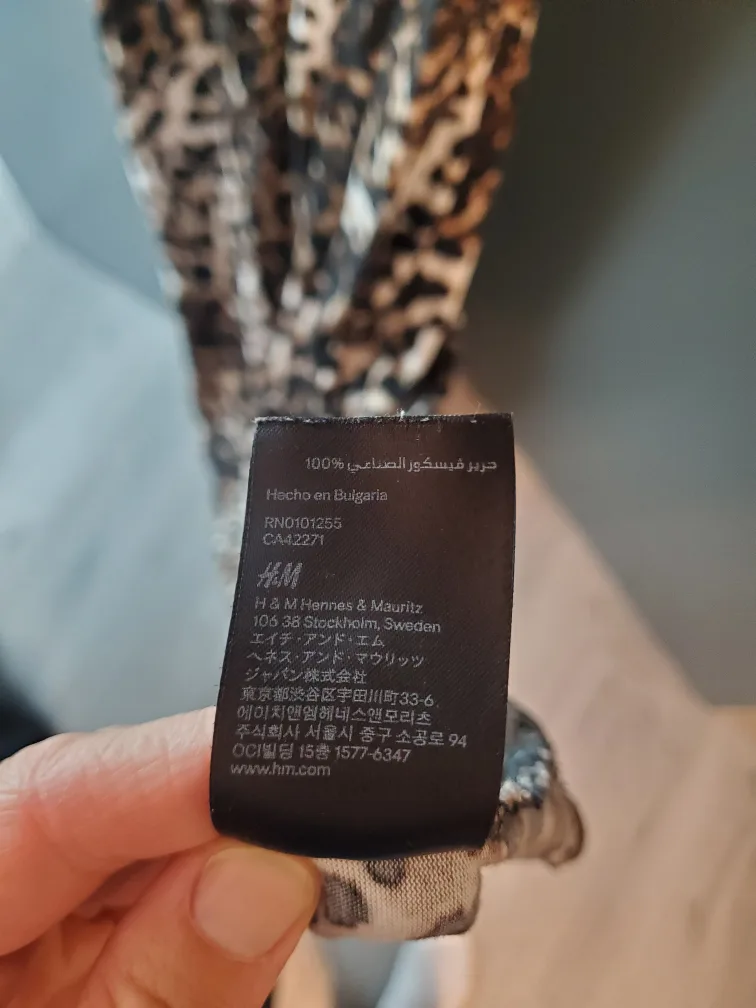 حرير فيسكور الصناعي 100%
Hecho en Bulgaria
RN0101255
CA42271
H&M
H & M Hennes & Mauritz
106 38 Stockholm, Sweden
エイチ・アンド・エム
ヘネス・アンド・マウリッツ
ジャパン株式会社
東京都渋谷区宇田川町33-6
에이치앤엠헤네스앤모리츠
주식회사 서울시 중구 소공로 94
OCI빌딩 15층 1577-6347
www.hm.com